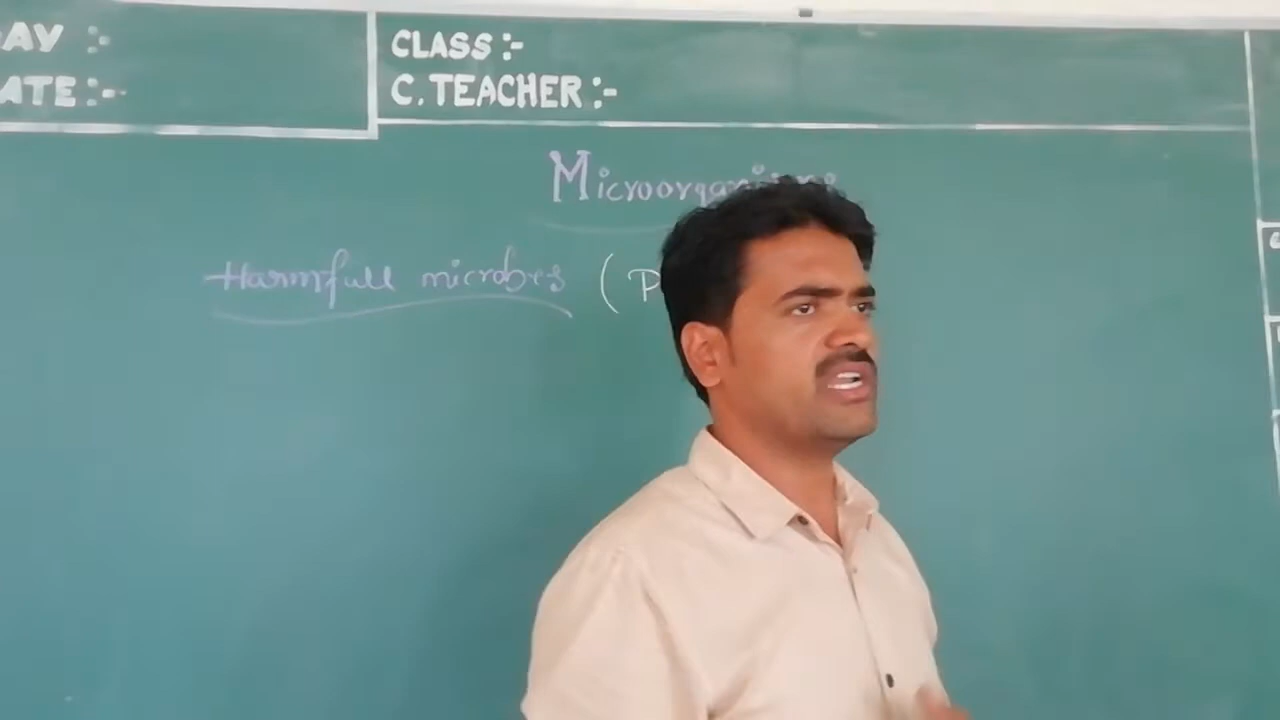 AY :-
ATE :-
CLASS :-
C. TEACHER :-
Harmfull microbes ( P